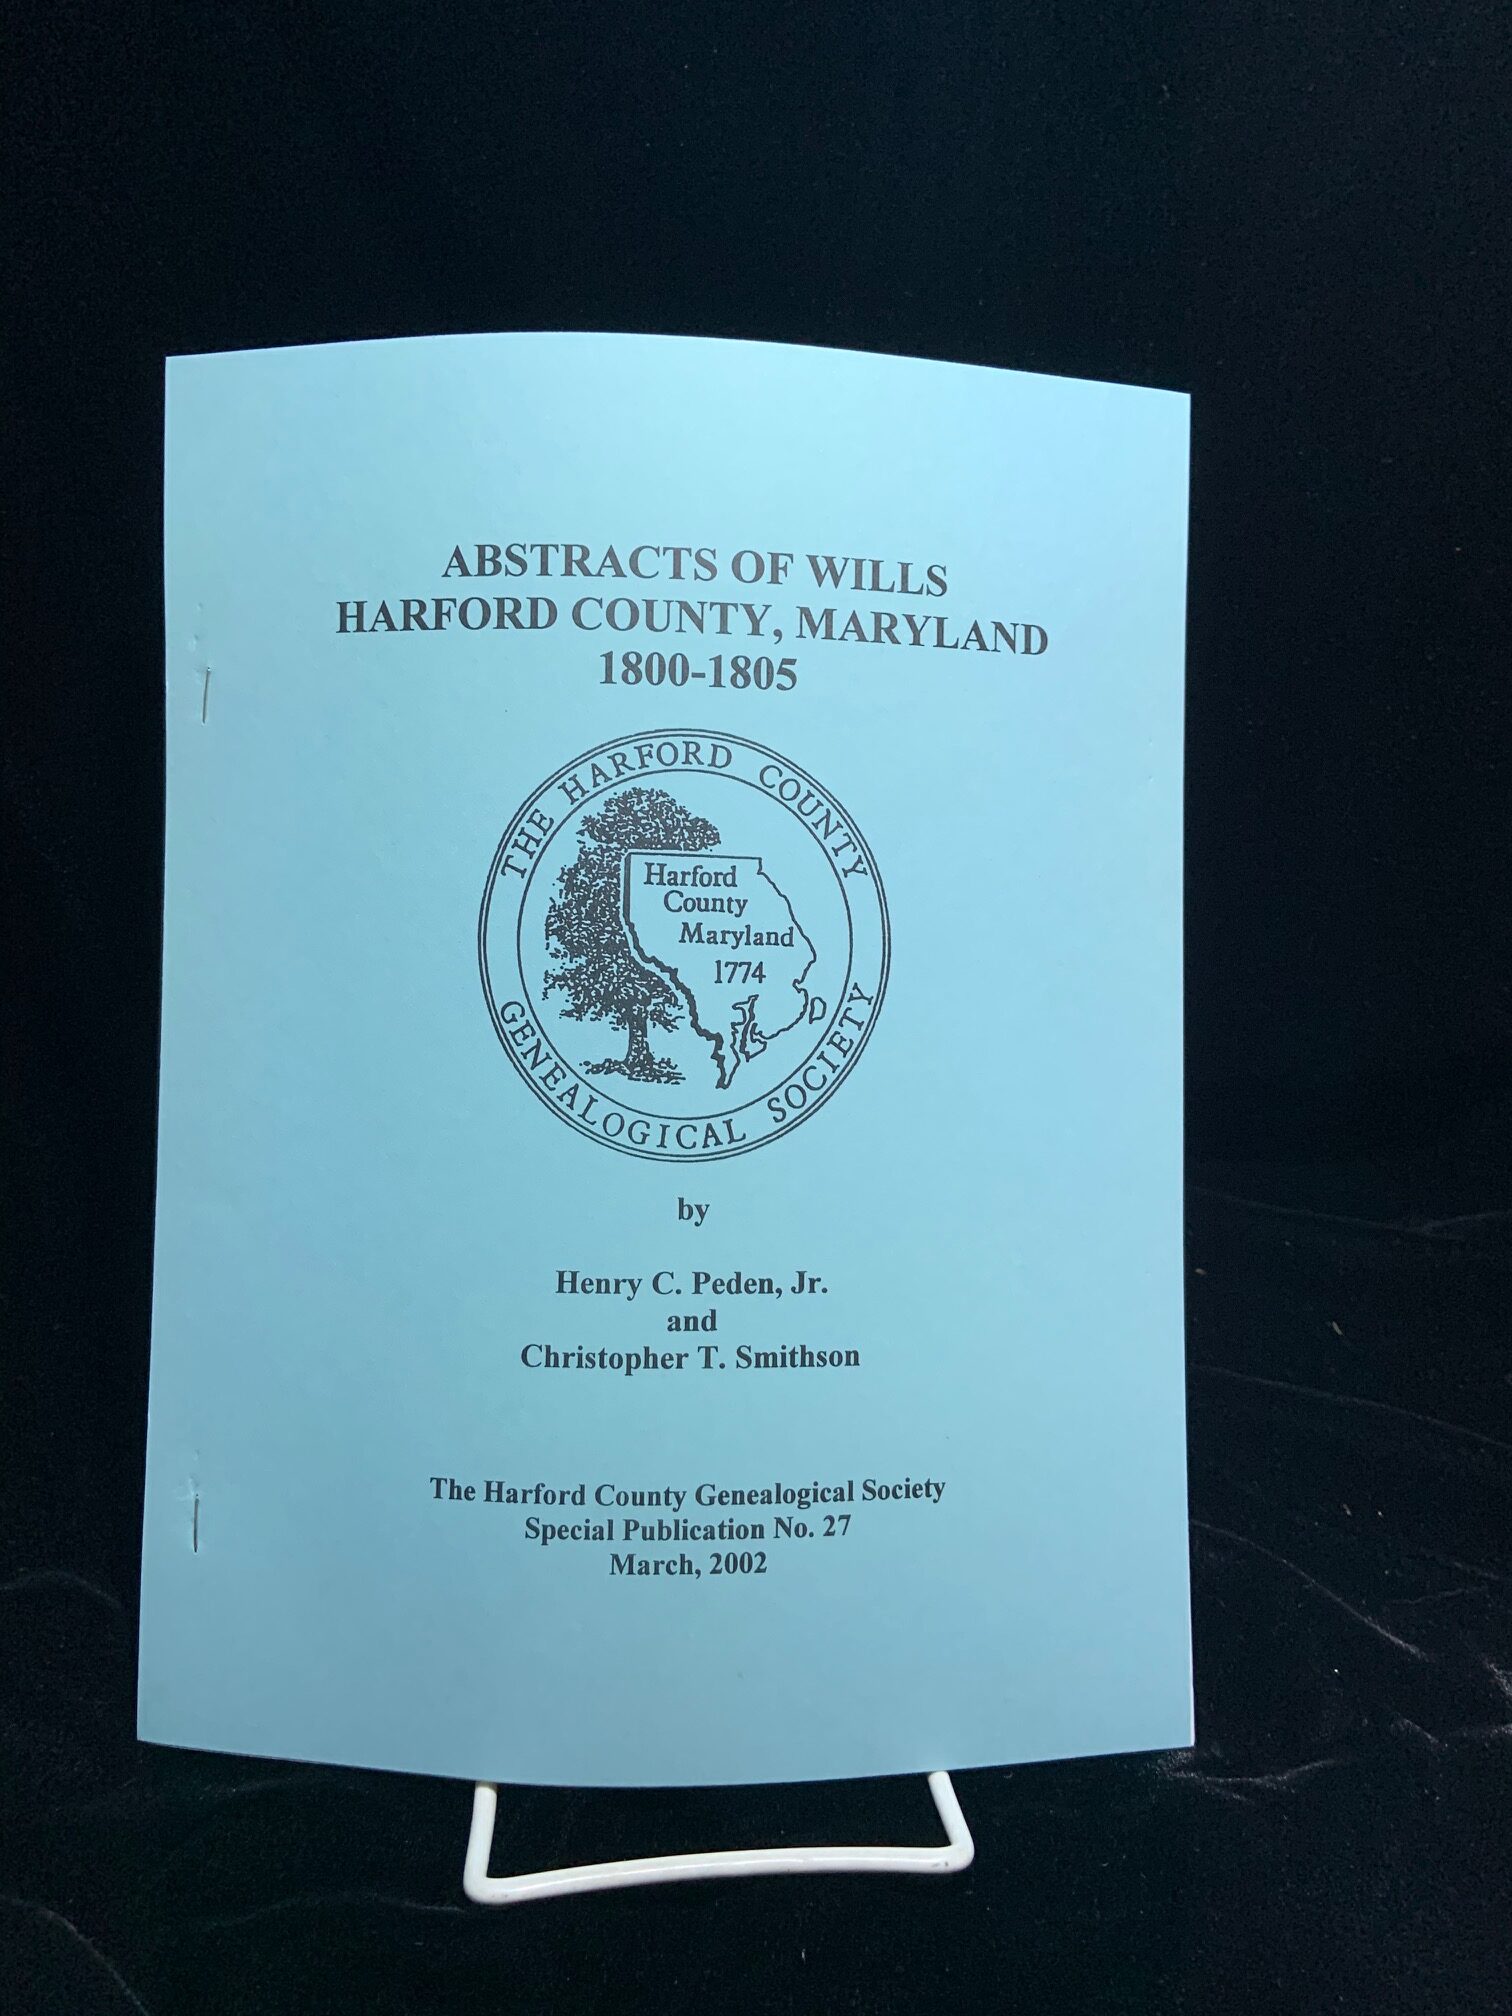 ABSTRACTS OF WILLS
HARFORD COUNTY, MARYLAND
1800-1805
THE HARFORD COUNTY
GENEALOGICAL SOCIETY
Harford
County
Maryland
1774
by
Henry C. Peden, Jr.
and
Christopher T. Smithson
The Harford County Genealogical Society
Special Publication No. 27
March, 2002